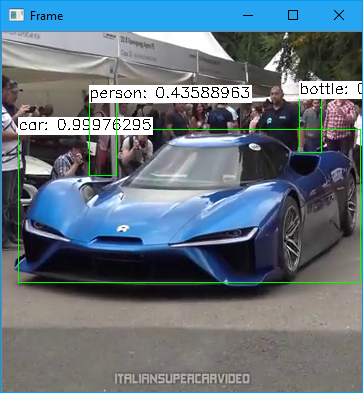 Frame
person: 0.43588963
bottle: 0
car: 0.99976295
ITALIANSUPERCARVIDEO